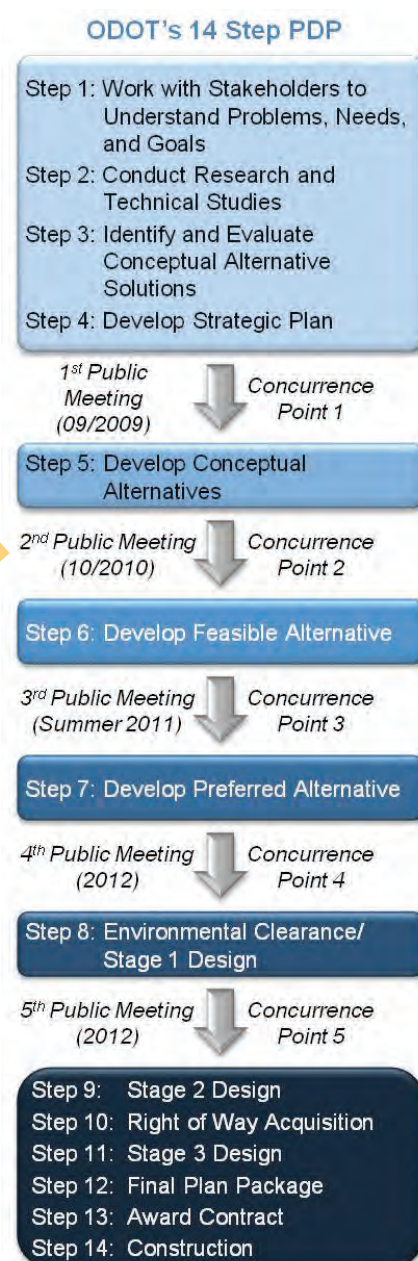 ODOT's 14 Step PDP
Step 1: Work with Stakeholders to
Understand Problems, Needs,
and Goals
Step 2: Conduct Research and
Technical Studies
Step 3: Identify and Evaluate
Conceptual Alternative
Solutions
Step 4: Develop Strategic Plan
1st Public
Meeting
(09/2009)
Concurrence
Point 1
Step 5: Develop Conceptual
Alternatives
2nd Public Meeting
(10/2010)
Concurrence
Point 2
Step 6: Develop Feasible Alternative
3rd Public Meeting
(Summer 2011)
Concurrence
Point 3
Step 7: Develop Preferred Alternative
4th Public Meeting
(2012)
Concurrence
Point 4
Step 8: Environmental Clearance/
Stage 1 Design
5th Public Meeting
(2012)
Concurrence
Point 5
Step 9: Stage 2 Design
Step 10: Right of Way Acquisition
Step 11: Stage 3 Design
Step 12: Final Plan Package
Step 13: Award Contract
Step 14: Construction